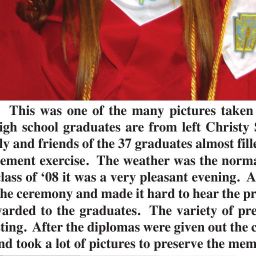 This was one of the many pictures taken
high school graduates are from left Christy
ly and friends of the 37 graduates almost fille
ement exercise. The weather was the norma
class of ‘08 it was a very pleasant evening. A
he ceremony and made it hard to hear the pr
warded to the graduates. The variety of pre
ting. After the diplomas were given out the c
nd took a lot of pictures to preserve the mem